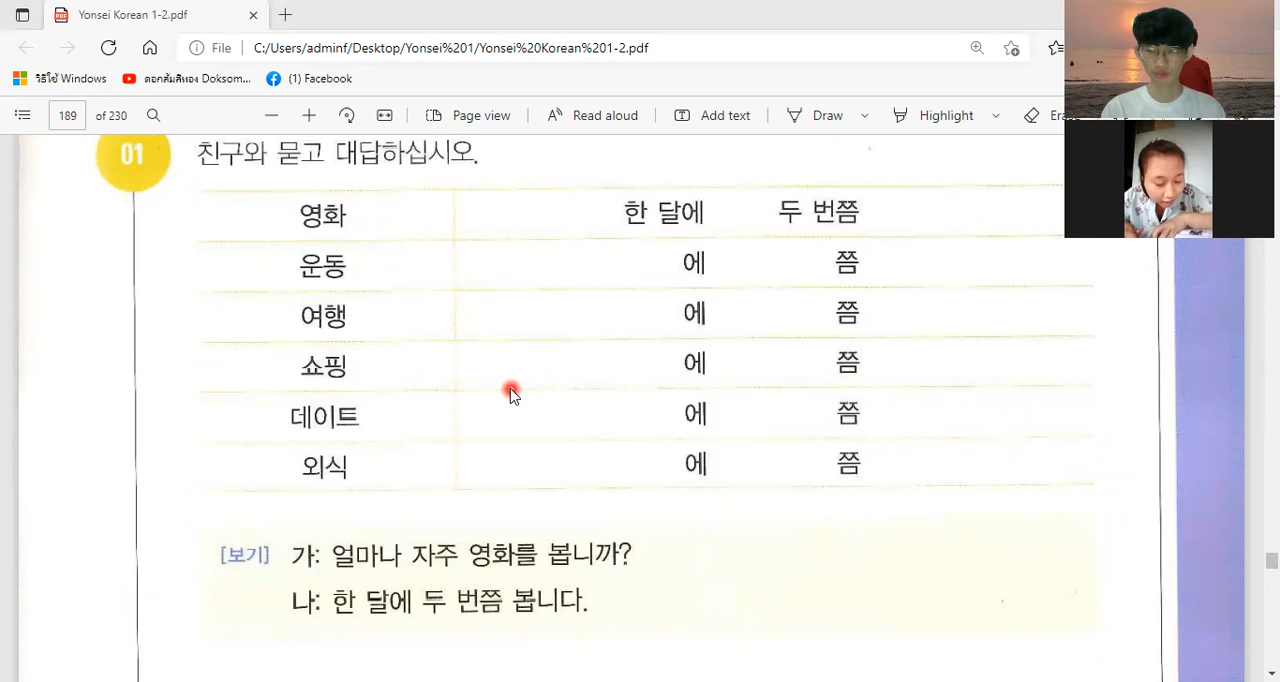 Yonsei Korean 1-2.pdf
File C:/Users/adminf/Desktop/Yonsei%201/Yonsei%20Korean%201-2.pdf
วิธีใช้ Windows ดอกส้มสีทอง Doksom... (1) Facebook
189 of 230 Page view Read aloud Add text Draw Highlight
01 친구와 묻고 대답하십시오.
영화 한 달에 두 번쯤
운동 에 쯤
여행 에 쯤
쇼핑 에 쯤
데이트 에 쯤
외식 에 쯤
[보기] 가: 얼마나 자주 영화를 봅니까?
나: 한 달에 두 번쯤 봅니다.